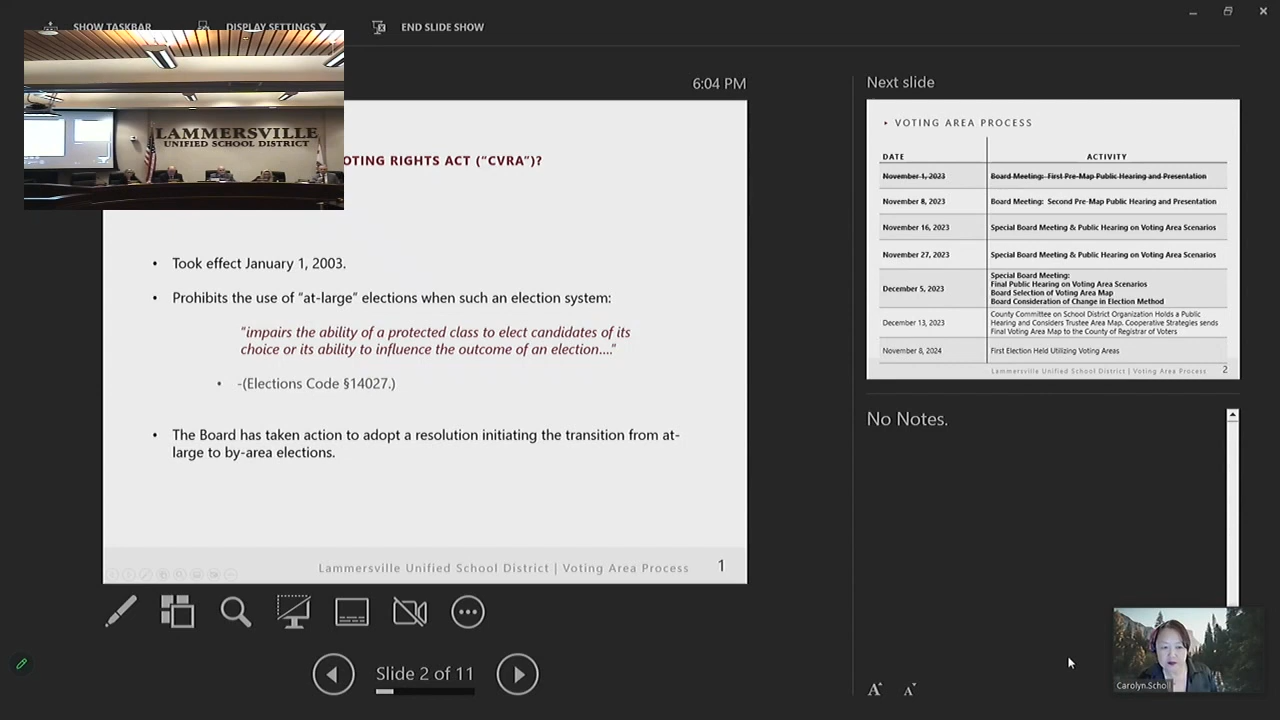 SHOW TASKBAR
DISPLAY SETTINGS ▼
END SLIDE SHOW
LAMMERSVILLE
UNIFIED SCHOOL DISTRICT
6:04 PM
OTING RIGHTS ACT ("CVRA")?
• Took effect January 1, 2003.
• Prohibits the use of "at-large" elections when such an election system:
"impairs the ability of a protected class to elect candidates of its
choice or its ability to influence the outcome of an election...."
• -(Elections Code §14027.)
• The Board has taken action to adopt a resolution initiating the transition from at-
large to by-area elections.
Lammersville Unified School District | Voting Area Process 1
Slide 2 of 11
Next slide
VOTING AREA PROCESS
DATE ACTIVITY
November 1, 2023 Board Meeting: First Pre-Map Public Hearing and Presentation
November 8, 2023 Board Meeting: Second Pre-Map Public Hearing and Presentation
November 16, 2023 Special Board Meeting & Public Hearing on Voting Area Scenarios
November 27, 2023 Special Board Meeting & Public Hearing on Voting Area Scenarios
December 5, 2023 Special Board Meeting:
Final Public Hearing on Voting Area Scenarios
Board Selection of Voting Area Map
Board Consideration of Change in Election Method
December 13, 2023 County Committee on School District Organization Holds a Public
Hearing and Considers Trustee Area Map. Cooperative Strategies sends
Final Voting Area Map to the County of Registrar of Voters
November 8, 2024 First Election Held Utilizing Voting Areas
Lammersville Unified School District | Voting Area Process 2
No Notes.
A A
Carolyn.Scholl